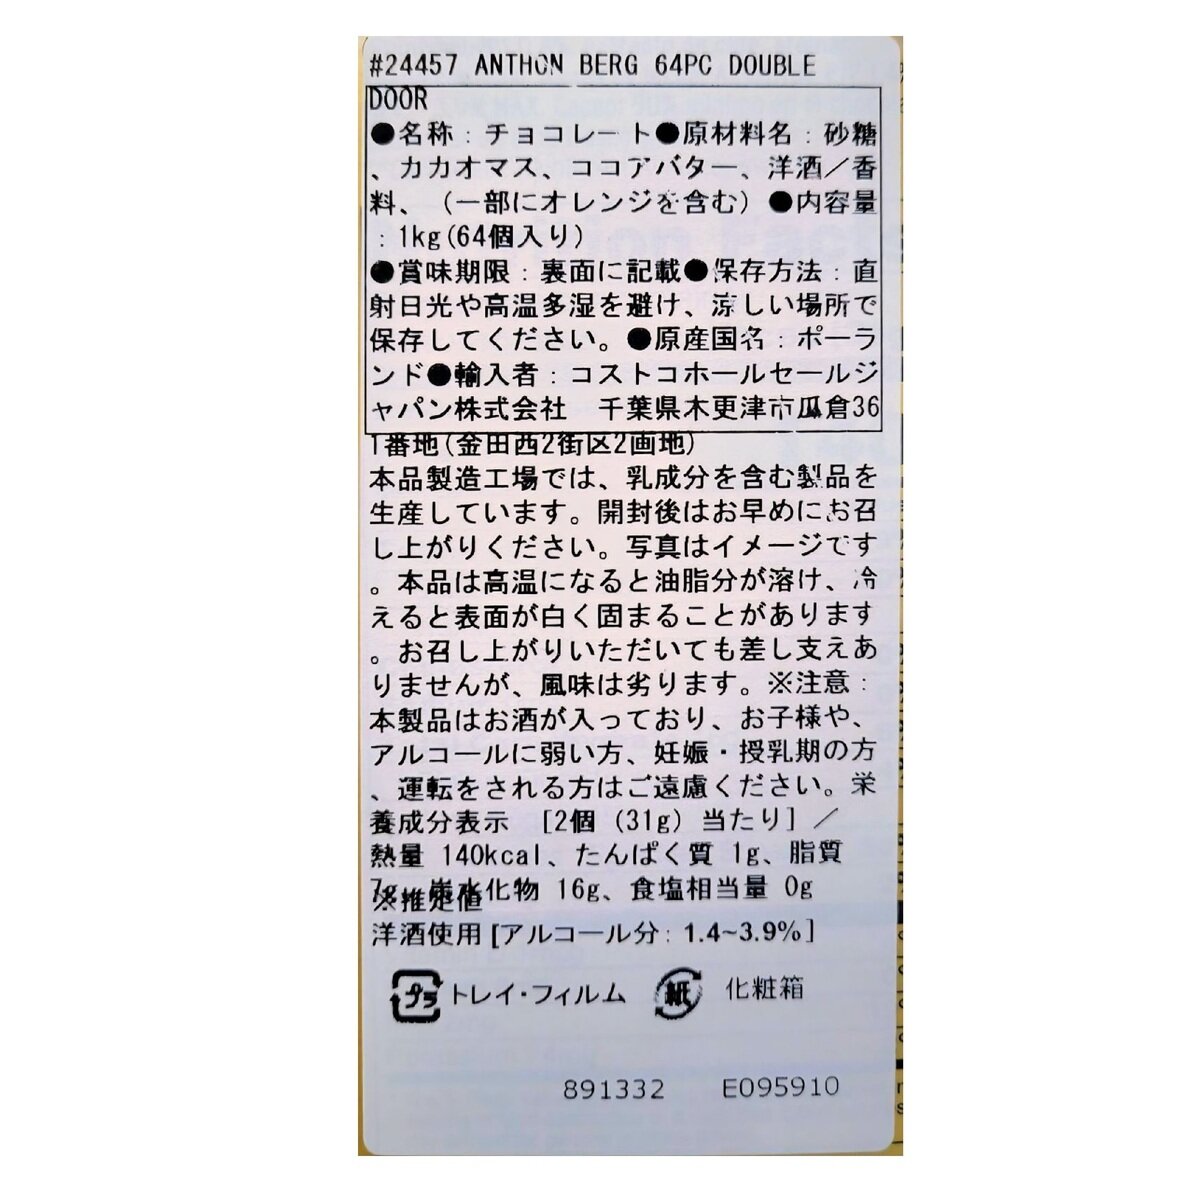 #24457 ANTHON BERG 64PC DOUBLE
DOOR
●名称：チョコレート●原材料名：砂糖
、カカオマス、ココアバター、洋酒／香
料、（一部にオレンジを含む）●内容量
：1kg(64個入り)
●賞味期限：裏面に記載●保存方法：直
射日光や高温多湿を避け、涼しい場所で
保存してください。●原産国名：ポーラ
ンド●輸入者：コストコホールセールジ
ャパン株式会社　千葉県木更津市瓜倉36
1番地(金田西2街区2画地)
本品製造工場では、乳成分を含む製品を
生産しています。開封後はお早めにお召
し上がりください。写真はイメージです
。本品は高温になると油脂分が溶け、冷
えると表面が白く固まることがあります
。お召し上がりいただいても差し支えあ
りませんが、風味は劣ります。※注意：
本製品はお酒が入っており、お子様や、
アルコールに弱い方、妊娠・授乳期の方
、運転をされる方はご遠慮ください。栄
養成分表示　[2個（31g）当たり]／
熱量 140kcal、たんぱく質 1g、脂質
7g、炭水化物 16g、食塩相当量 0g
※推定値
洋酒使用[アルコール分：1.4~3.9%]
プラ トレイ・フィルム 紙 化粧箱
891332 E095910